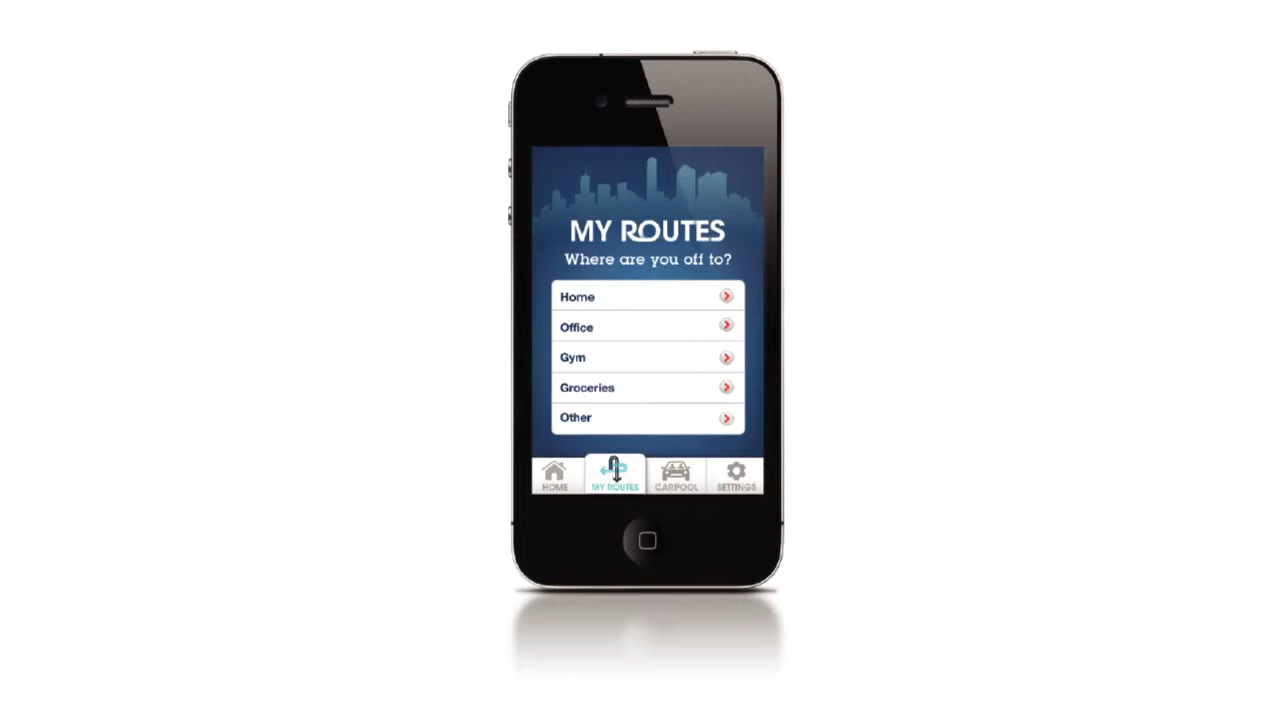 MY ROUTES
Where are you off to?
Home
Office
Gym
Groceries
Other
HOME
MY ROUTES
CARPOOL
SETTINGS